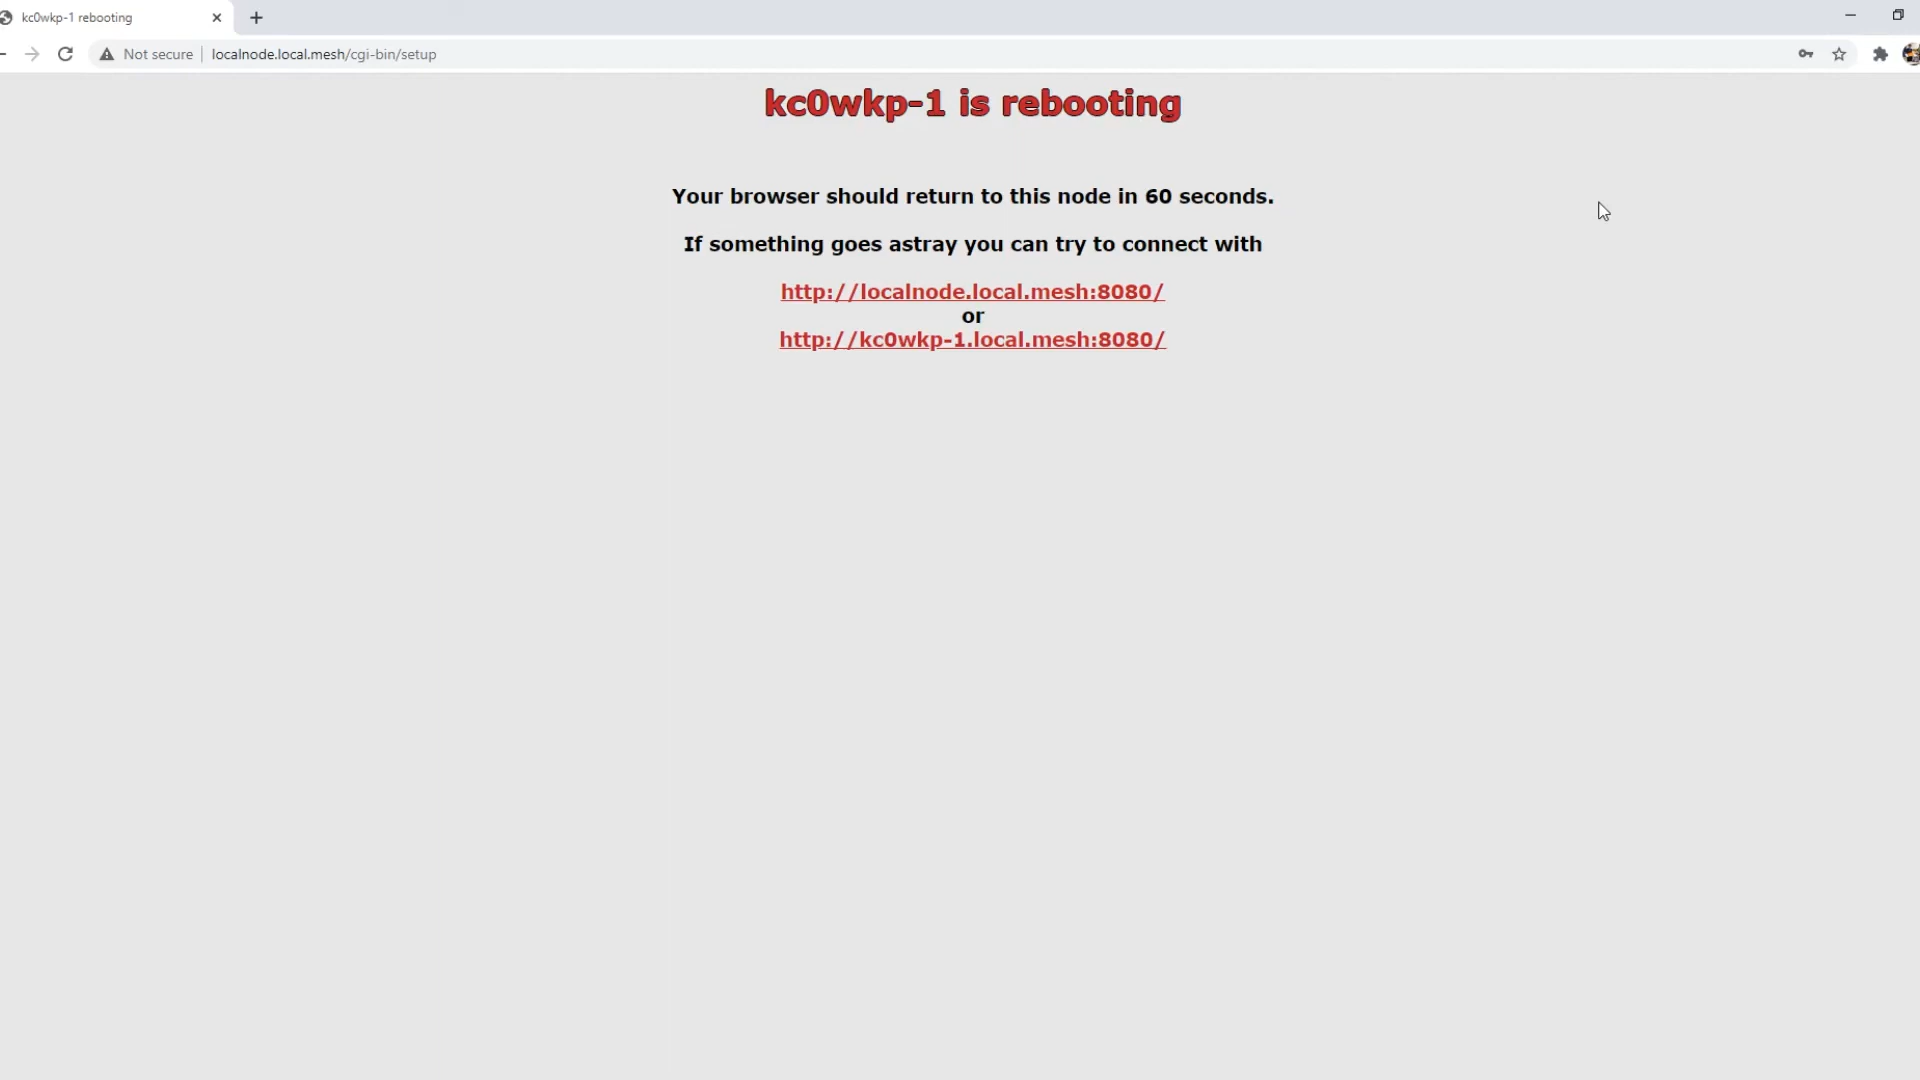 kc0wkp-1 rebooting
Not secure
localnode.local.mesh/cgi-bin/setup
kc0wkp-1 is rebooting
Your browser should return to this node in 60 seconds.
If something goes astray you can try to connect with
http://localnode.local.mesh:8080/
or
http://kc0wkp-1.local.mesh:8080/